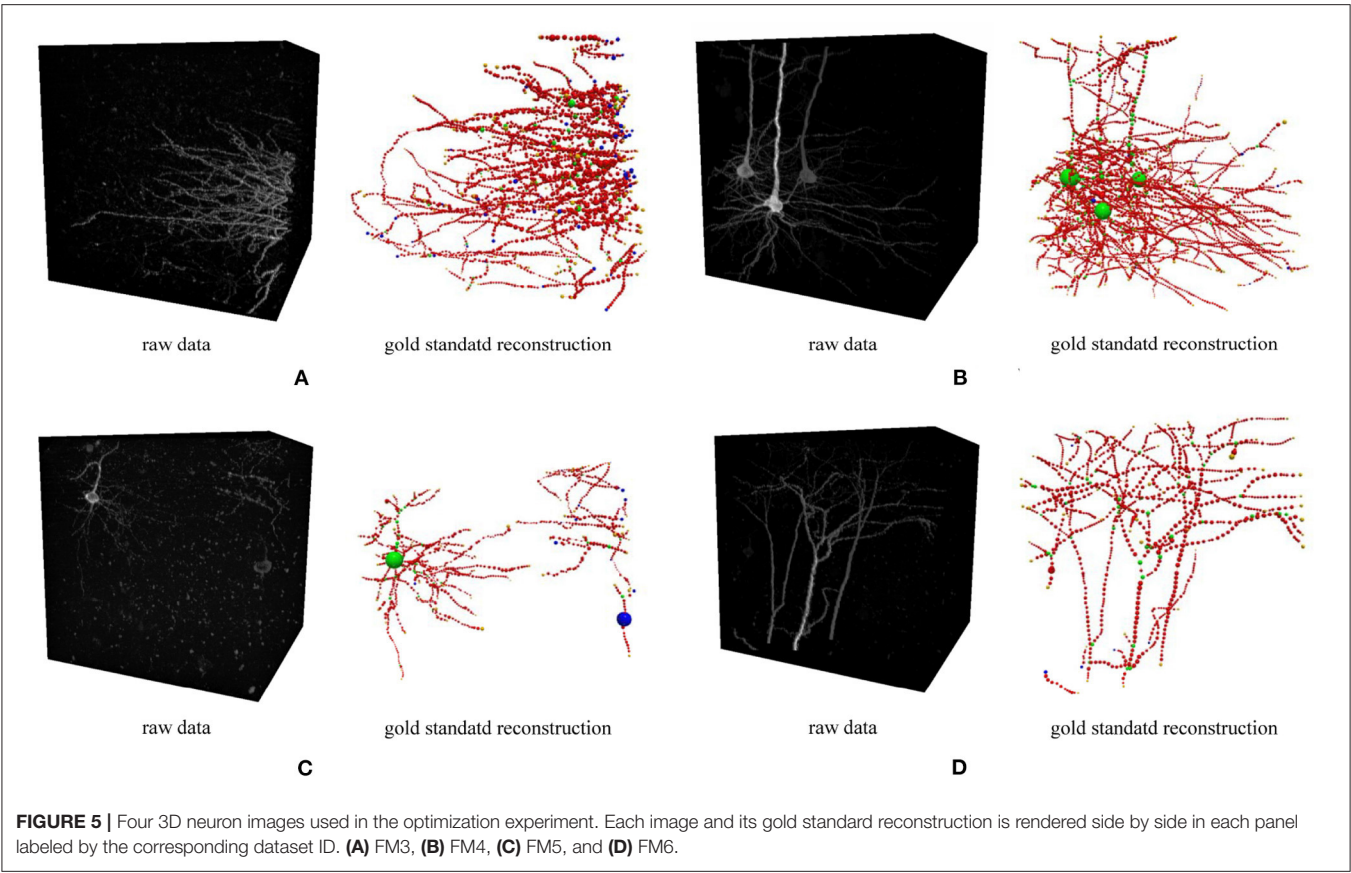 raw data
gold standatd reconstruction
A
raw data
gold standatd reconstruction
B
raw data
gold standatd reconstruction
C
raw data
gold standatd reconstruction
D
FIGURE 5 | Four 3D neuron images used in the optimization experiment. Each image and its gold standard reconstruction is rendered side by side in each panel
labeled by the corresponding dataset ID. (A) FM3, (B) FM4, (C) FM5, and (D) FM6.